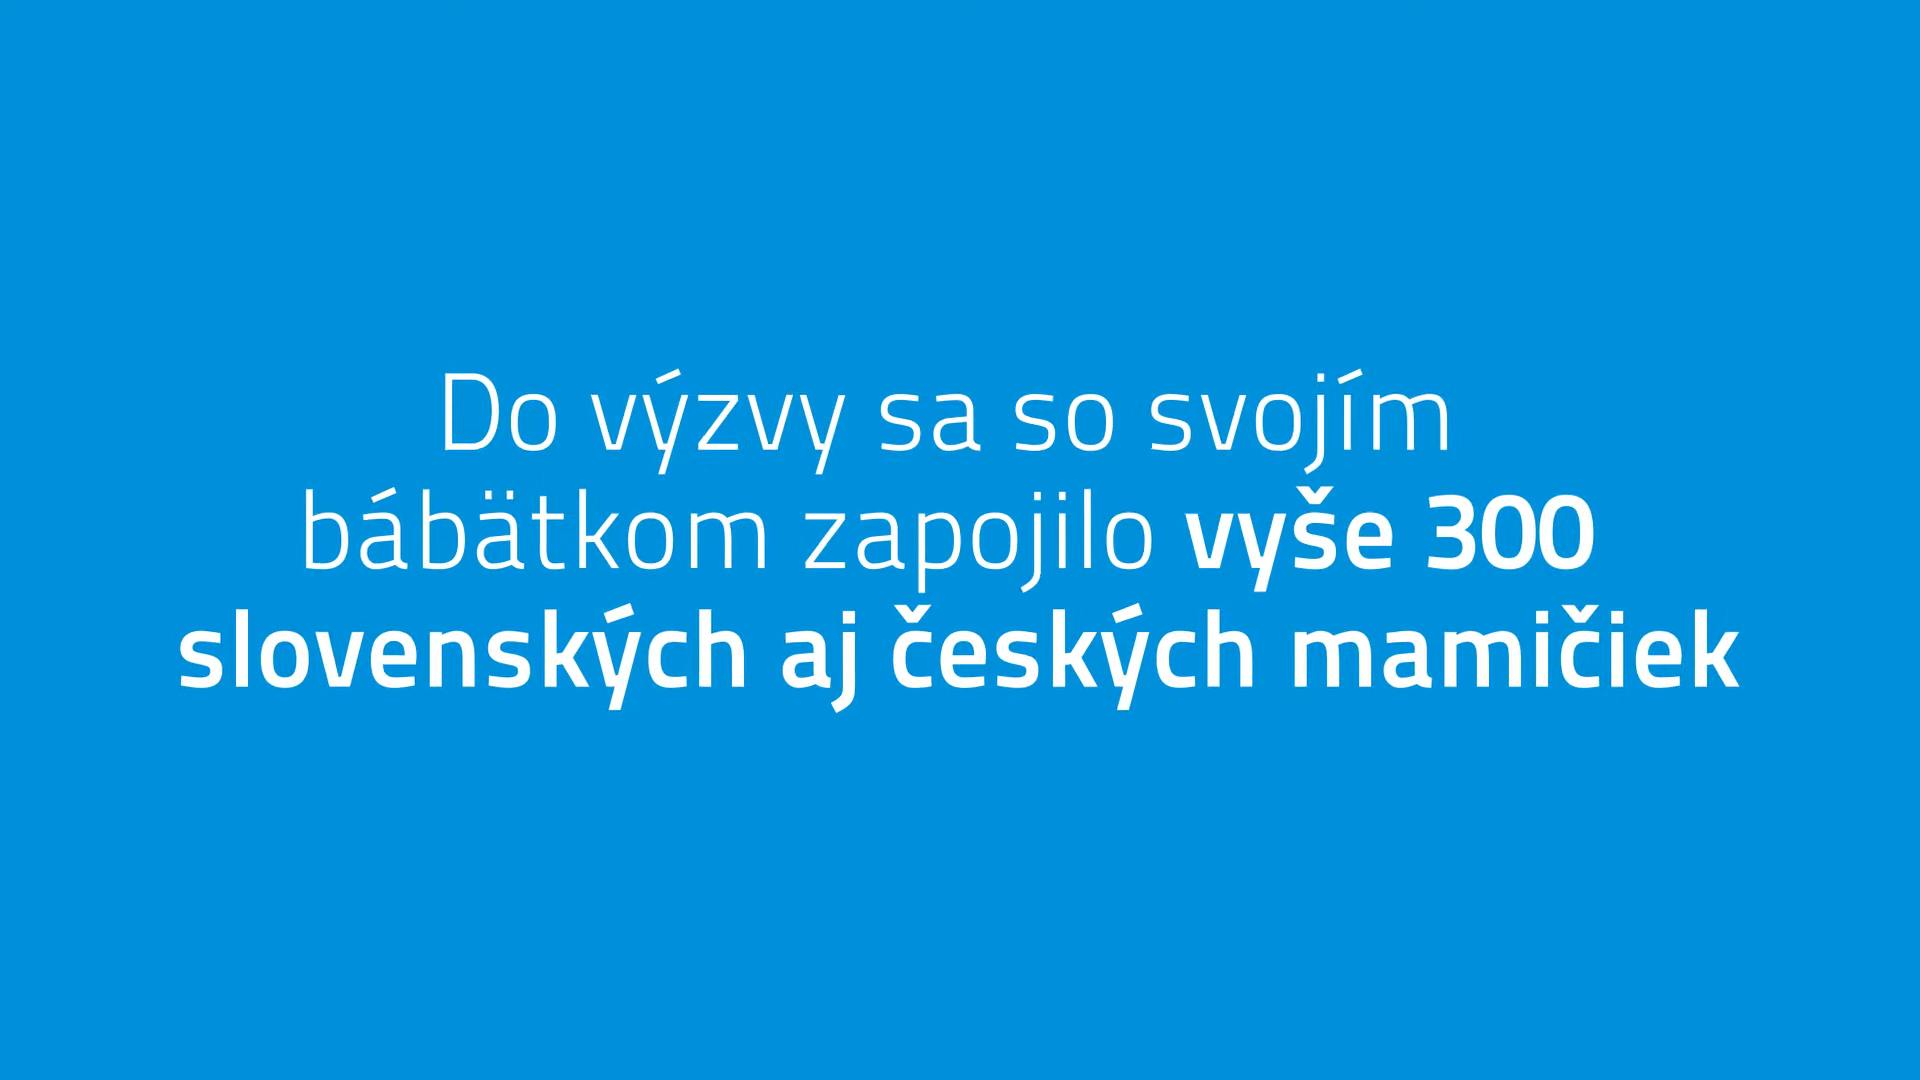 Do výzvy sa so svojím
bábätkom zapojilo vyše 300
slovenských aj českých mamičiek